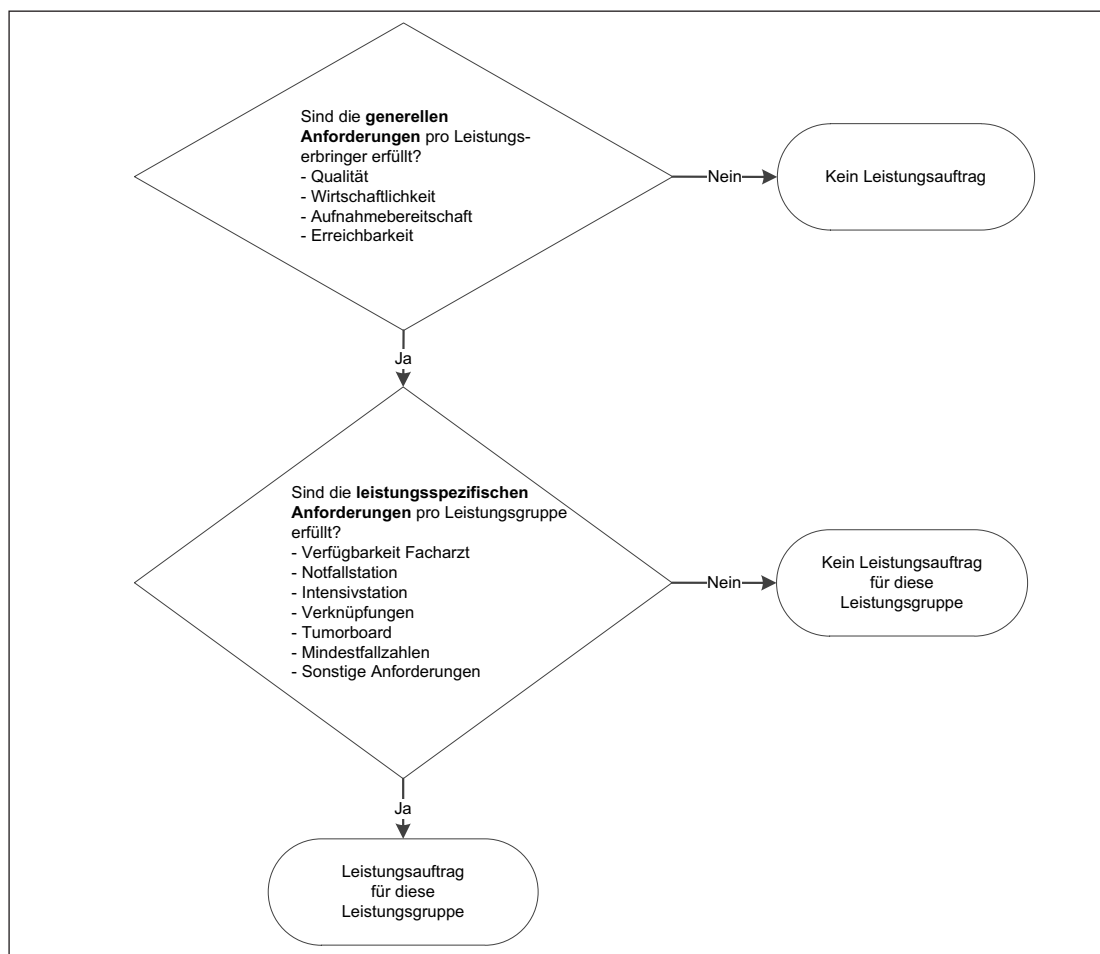 Sind die generellen
Anforderungen pro Leistungs-
erbringer erfüllt?
- Qualität
- Wirtschaftlichkeit
- Aufnahmebereitschaft
- Erreichbarkeit
Nein
Kein Leistungsauftrag
Ja
Sind die leistungsspezifischen
Anforderungen pro Leistungsgruppe
erfüllt?
- Verfügbarkeit Facharzt
- Notfallstation
- Intensivstation
- Verknüpfungen
- Tumorboard
- Mindestfallzahlen
- Sonstige Anforderungen
Nein
Kein Leistungsauftrag
für diese
Leistungsgruppe
Ja
Leistungsauftrag
für diese
Leistungsgruppe